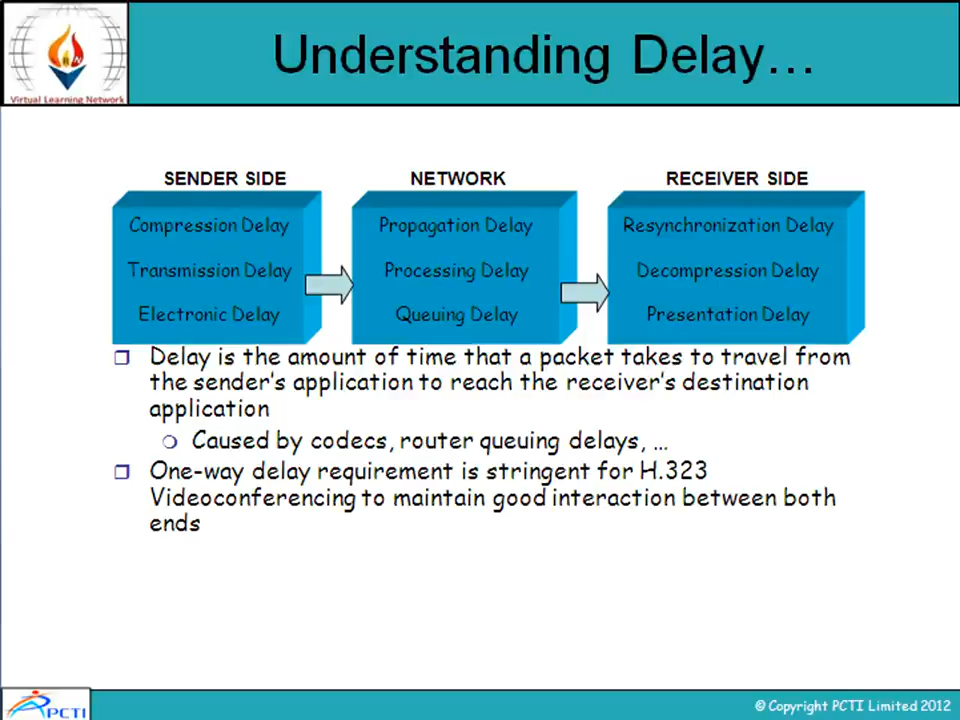 Understanding Delay…
Virtual Learning Network
SENDER SIDE
NETWORK
RECEIVER SIDE
Compression Delay
Transmission Delay
Electronic Delay
Propagation Delay
Processing Delay
Queuing Delay
Resynchronization Delay
Decompression Delay
Presentation Delay
Delay is the amount of time that a packet takes to travel from
the sender's application to reach the receiver's destination
application
Caused by codecs, router queuing delays, …
One-way delay requirement is stringent for H.323
Videoconferencing to maintain good interaction between both
ends
PCTI
© Copyright PCTI Limited 2012